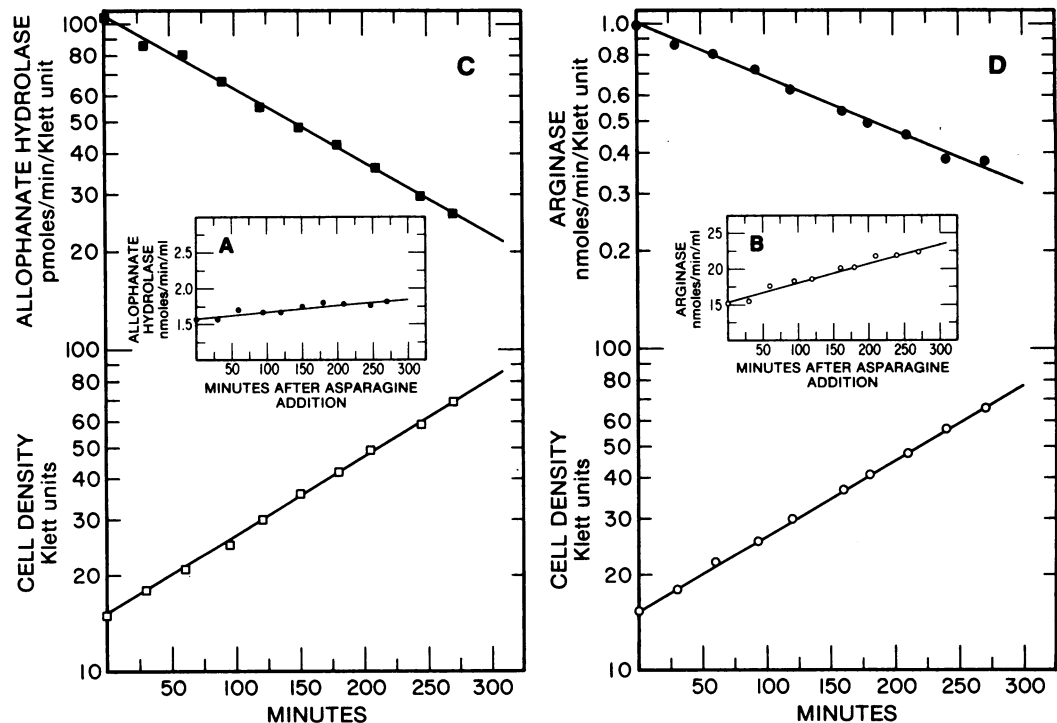 ALLOPHANATE HYDROLASE
pmoles/min/Klett unit
100
80
60
50
40
30
20
C
A
ALLOPHANATE
HYDROLASE
nmoles/min/ml
2.5
2.0
1.5
50 100 150 200 250 300
MINUTES AFTER ASPARAGINE
ADDITION
CELL DENSITY
Klett units
100
80
60
50
40
30
20
10
50 100 150 200 250 300
MINUTES
ARGINASE
nmoles/min/Klett unit
1.0
0.8
0.6
0.5
0.4
0.3
0.2
D
B
ARGINASE
nmoles/min/ml
25
20
15
50 100 150 200 250 300
MINUTES AFTER ASPARAGINE
ADDITION
CELL DENSITY
Klett units
100
80
60
50
40
30
20
10
50 100 150 200 250 300
MINUTES